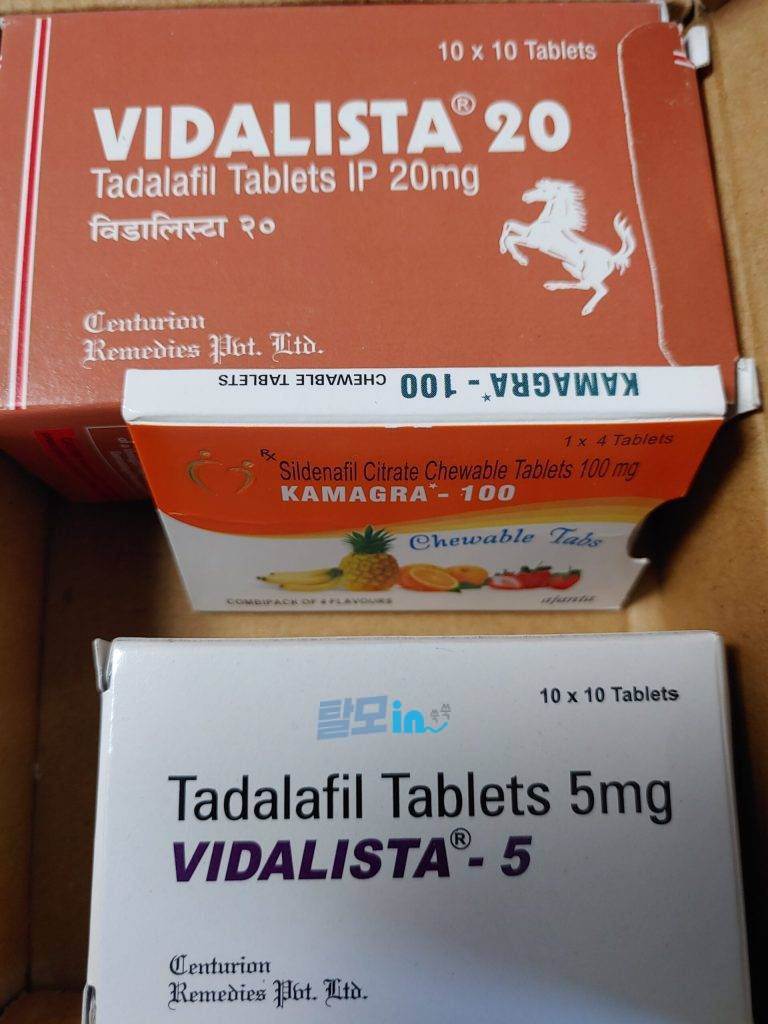 10 x 10 Tablets
VIDALISTA® 20
Tadalafil Tablets IP 20mg
विडालिस्टा २०
Centurion
Remedies Pvt. Ltd.
KAMAGRA*- 100 CHEWABLE TABLETS
1 x 4 Tablets
Rx Sildenafil Citrate Chewable Tablets 100 mg
KAMAGRA*- 100
Chewable Tabs
COMBIPACK OF 4 FLAVOURS
ajanta
탈모in
쑥쑥
10 x 10 Tablets
Tadalafil Tablets 5mg
VIDALISTA®- 5
Centurion
Remedies Pvt. Ltd.